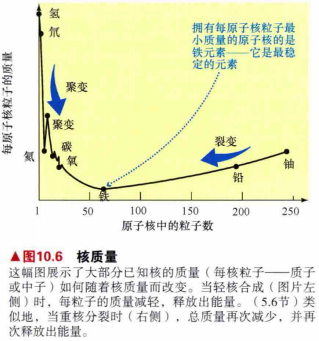 氢
氘
拥有每原子核粒子最
小质量的原子核的是
铁元素——它是最稳
定的元素
每原子核粒子的质量
聚变
聚变
碳
氧
氦
裂变
铀
铅
铁
1 50 100 150 200 250
原子核中的粒子数
▲图10.6 核质量
这幅图展示了大部分已知核的质量（每核粒子——质子
或中子）如何随着核质量而改变。当轻核合成（图片左
侧）时，每粒子的质量减轻，释放出能量。（5.6节）类
似地，当重核分裂时（右侧），总质量再次减少，并再
次释放出能量。